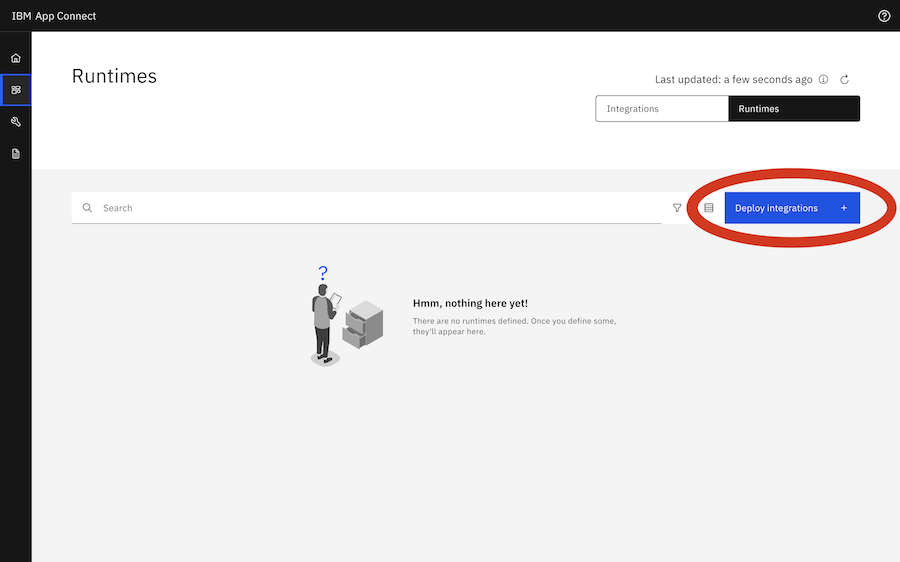 IBM App Connect
Runtimes
Last updated: a few seconds ago
Integrations
Runtimes
Search
Deploy integrations +
?
Hmm, nothing here yet!
There are no runtimes defined. Once you define some,
they'll appear here.